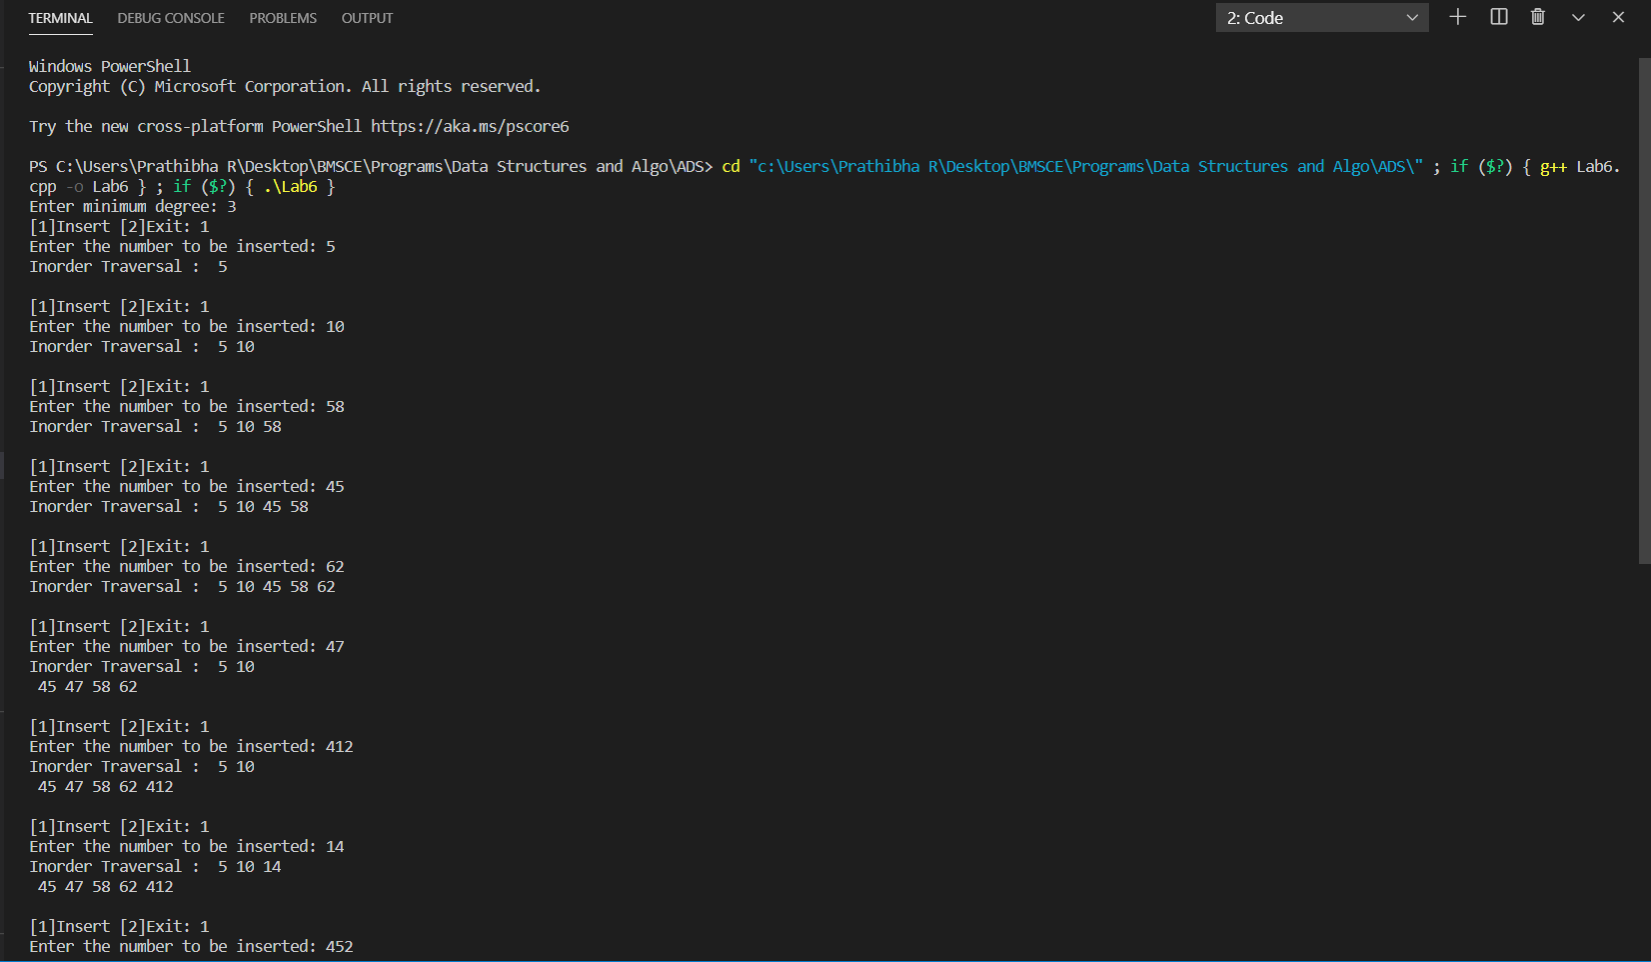 TERMINAL DEBUG CONSOLE PROBLEMS OUTPUT 2: Code
Windows PowerShell
Copyright (C) Microsoft Corporation. All rights reserved.
Try the new cross-platform PowerShell https://aka.ms/pscore6
PS C:\Users\Prathibha R\Desktop\BMSCE\Programs\Data Structures and Algo\ADS> cd "c:\Users\Prathibha R\Desktop\BMSCE\Programs\Data Structures and Algo\ADS\" ; if ($?) { g++ Lab6.
cpp -o Lab6 } ; if ($?) { .\Lab6 }
Enter minimum degree: 3
[1]Insert [2]Exit: 1
Enter the number to be inserted: 5
Inorder Traversal :  5
[1]Insert [2]Exit: 1
Enter the number to be inserted: 10
Inorder Traversal :  5 10
[1]Insert [2]Exit: 1
Enter the number to be inserted: 58
Inorder Traversal :  5 10 58
[1]Insert [2]Exit: 1
Enter the number to be inserted: 45
Inorder Traversal :  5 10 45 58
[1]Insert [2]Exit: 1
Enter the number to be inserted: 62
Inorder Traversal :  5 10 45 58 62
[1]Insert [2]Exit: 1
Enter the number to be inserted: 47
Inorder Traversal :  5 10
 45 47 58 62
[1]Insert [2]Exit: 1
Enter the number to be inserted: 412
Inorder Traversal :  5 10
 45 47 58 62 412
[1]Insert [2]Exit: 1
Enter the number to be inserted: 14
Inorder Traversal :  5 10 14
 45 47 58 62 412
[1]Insert [2]Exit: 1
Enter the number to be inserted: 452